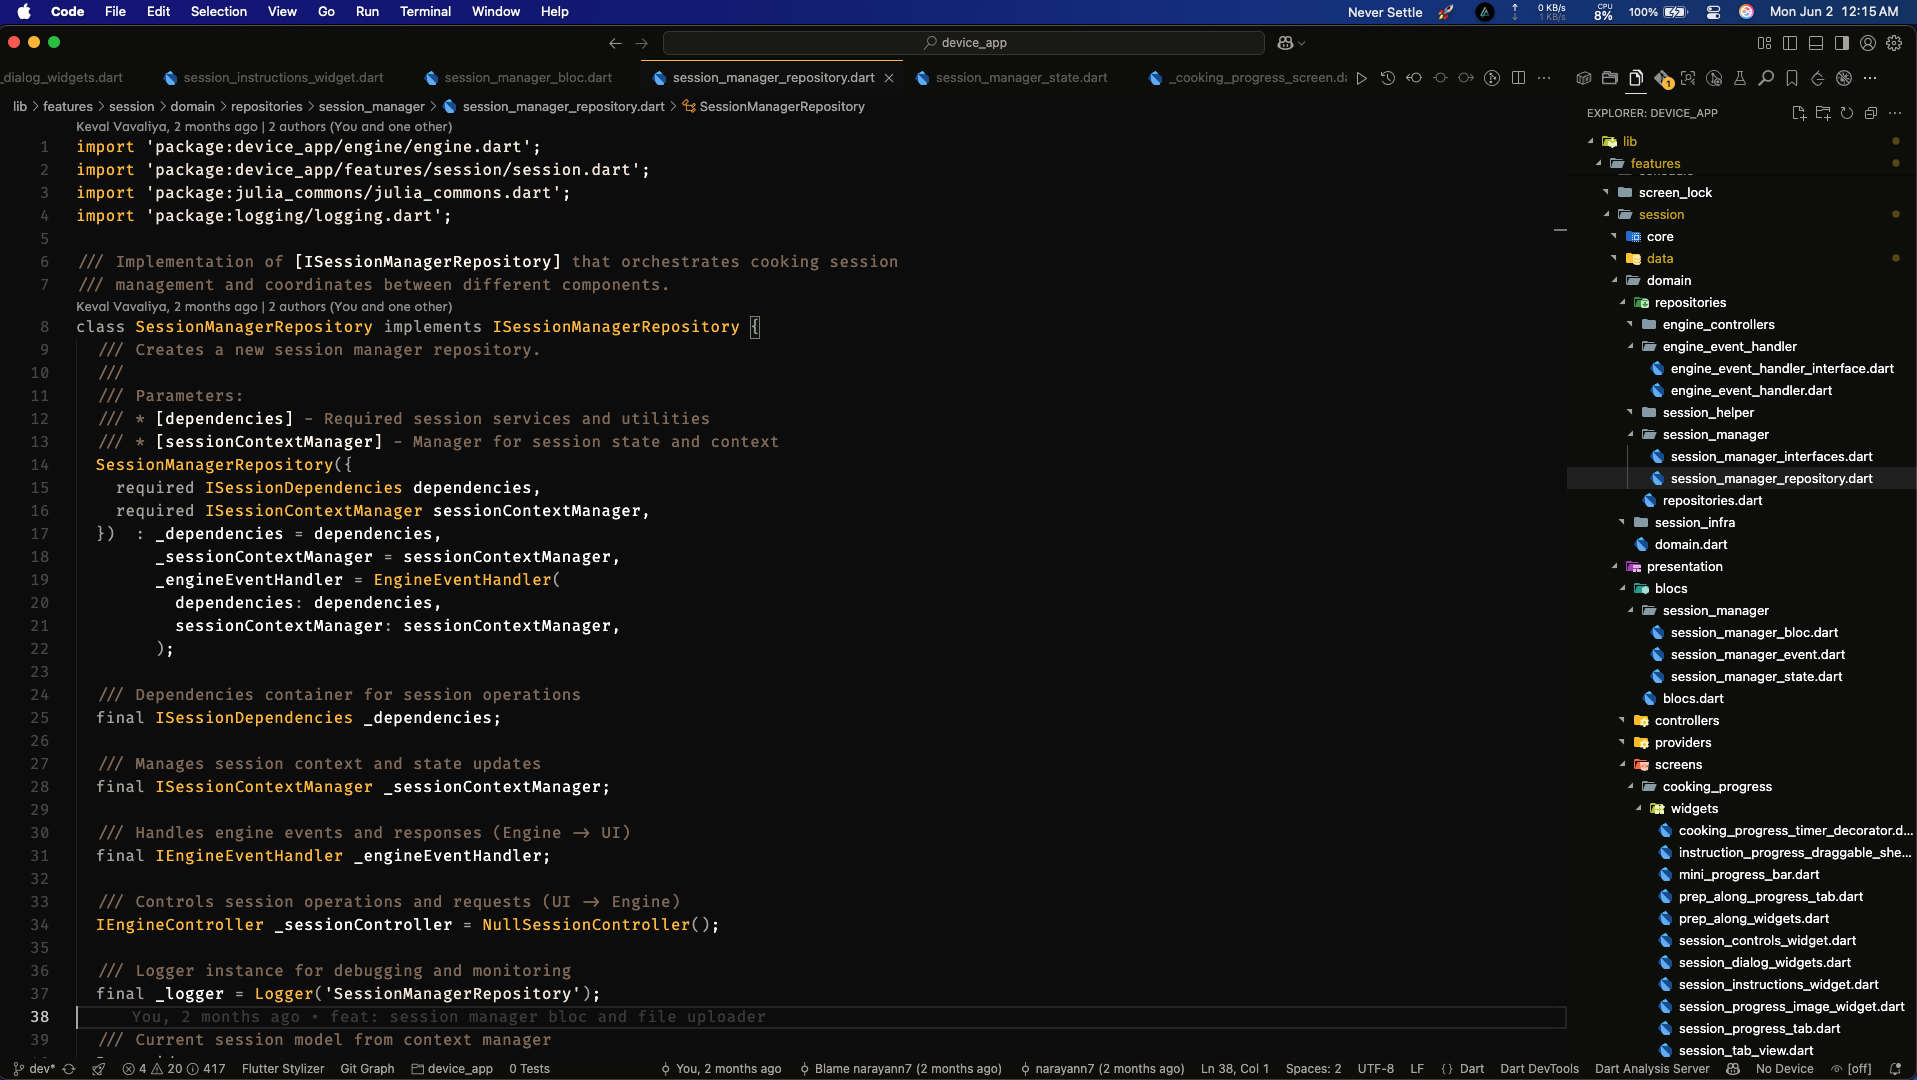 Code File Edit Selection View Go Run Terminal Window Help Never Settle 0 KB/s 1 KB/s CPU 8% 100% Mon Jun 2 12:15 AM
device_app
_dialog_widgets.dart session_instructions_widget.dart session_manager_bloc.dart session_manager_repository.dart session_manager_state.dart _cooking_progress_screen.da
lib > features > session > domain > repositories > session_manager > session_manager_repository.dart > SessionManagerRepository
Keval Vavaliya, 2 months ago | 2 authors (You and one other)
1 import 'package:device_app/engine/engine.dart';
2 import 'package:device_app/features/session/session.dart';
3 import 'package:julia_commons/julia_commons.dart';
4 import 'package:logging/logging.dart';
5
6 /// Implementation of [ISessionManagerRepository] that orchestrates cooking session
7 /// management and coordinates between different components.
Keval Vavaliya, 2 months ago | 2 authors (You and one other)
8 class SessionManagerRepository implements ISessionManagerRepository {
9 /// Creates a new session manager repository.
10 ///
11 /// Parameters:
12 /// * [dependencies] - Required session services and utilities
13 /// * [sessionContextManager] - Manager for session state and context
14 SessionManagerRepository({
15 required ISessionDependencies dependencies,
16 required ISessionContextManager sessionContextManager,
17 }) : _dependencies = dependencies,
18 _sessionContextManager = sessionContextManager,
19 _engineEventHandler = EngineEventHandler(
20 dependencies: dependencies,
21 sessionContextManager: sessionContextManager,
22 );
23
24 /// Dependencies container for session operations
25 final ISessionDependencies _dependencies;
26
27 /// Manages session context and state updates
28 final ISessionContextManager _sessionContextManager;
29
30 /// Handles engine events and responses (Engine -> UI)
31 final IEngineEventHandler _engineEventHandler;
32
33 /// Controls session operations and requests (UI -> Engine)
34 IEngineController _sessionController = NullSessionController();
35
36 /// Logger instance for debugging and monitoring
37 final _logger = Logger('SessionManagerRepository');
38 You, 2 months ago • feat: session manager bloc and file uploader
39 /// Current session model from context manager
EXPLORER: DEVICE_APP
lib
features
screen_lock
session
core
data
domain
repositories
engine_controllers
engine_event_handler
engine_event_handler_interface.dart
engine_event_handler.dart
session_helper
session_manager
session_manager_interfaces.dart
session_manager_repository.dart
repositories.dart
session_infra
domain.dart
presentation
blocs
session_manager
session_manager_bloc.dart
session_manager_event.dart
session_manager_state.dart
blocs.dart
controllers
providers
screens
cooking_progress
widgets
cooking_progress_timer_decorator.d...
instruction_progress_draggable_she...
mini_progress_bar.dart
prep_along_progress_tab.dart
prep_along_widgets.dart
session_controls_widget.dart
session_dialog_widgets.dart
session_instructions_widget.dart
session_progress_image_widget.dart
session_progress_tab.dart
session_tab_view.dart
dev* 4 20 417 Flutter Stylizer Git Graph device_app 0 Tests You, 2 months ago Blame narayann7 (2 months ago) narayann7 (2 months ago) Ln 38, Col 1 Spaces: 2 UTF-8 LF {} Dart Dart DevTools Dart Analysis Server No Device [off]